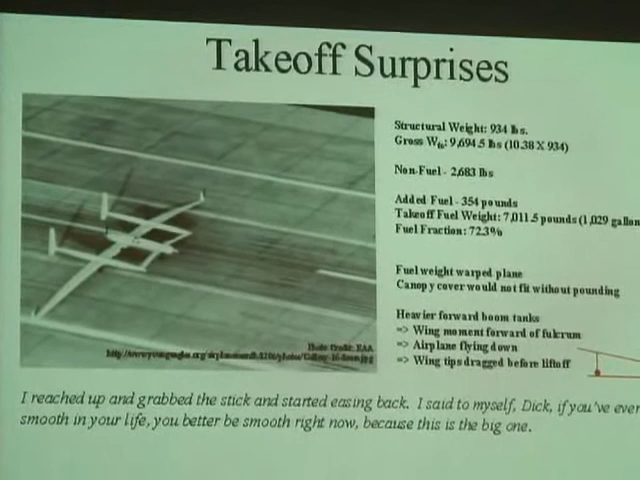 Takeoff Surprises
Structural Weight: 934 lbs.
Gross W
: 9,694.5 lbs (10.38 X 934)
Non-Fuel - 2,683 lbs
Added Fuel - 354 pounds
Takeoff Fuel Weight: 7,011.5 pounds (1,029 gallon
Fuel Fraction: 72.3%
Fuel weight warped plane
Canopy cover would not fit without pounding
Heavier forward boom tanks
=> Wing moment forward of fulcrum
=> Airplane flying down
=> Wing tips dragged before liftoff
Photo Credit: EAA
I reached up and grabbed the stick and started easing back. I said to myself, Dick, if you've ever
smooth in your life, you better be smooth right now, because this is the big one.